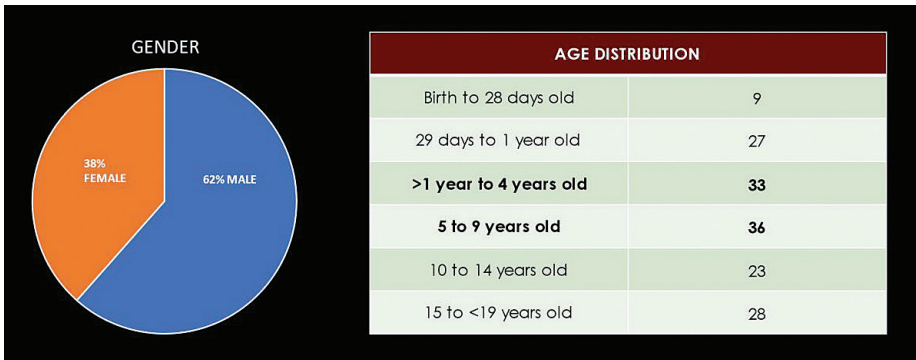 GENDER
38%
FEMALE
62% MALE
AGE DISTRIBUTION
Birth to 28 days old 9
29 days to 1 year old 27
>1 year to 4 years old 33
5 to 9 years old 36
10 to 14 years old 23
15 to <19 years old 28